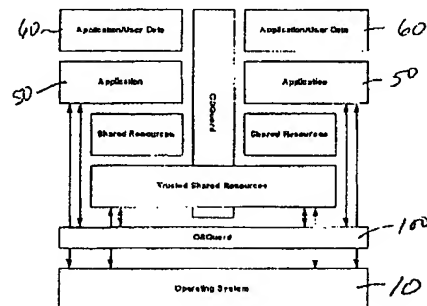 60 Application/User Data Application/User Data 60
50 Application Application 50
OSGuard
Shared Resources Shared Resources
Trusted Shared Resources
OSGuard 100
Operating System 10